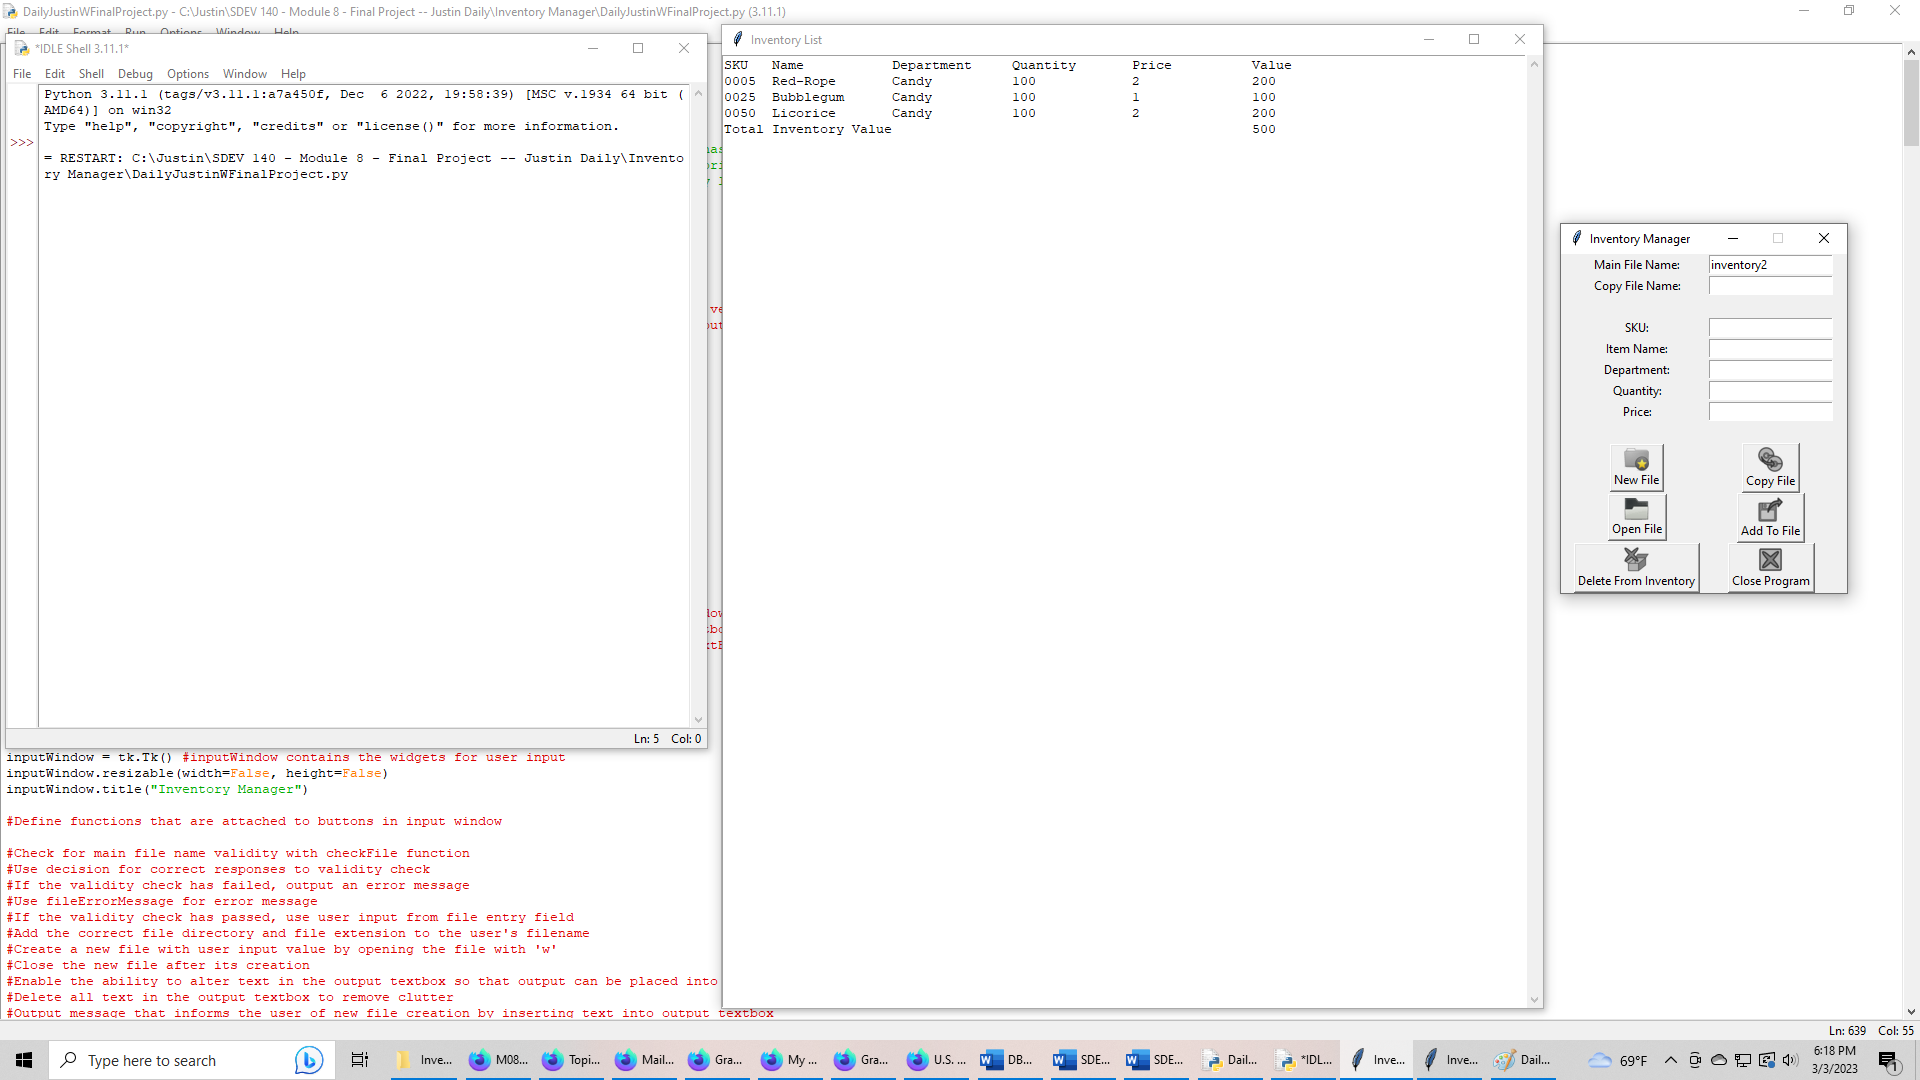 DailyJustinWFinalProject.py - C:\Justin\SDEV 140 - Module 8 - Final Project -- Justin Daily\Inventory Manager\DailyJustinWFinalProject.py (3.11.1)
File Edit Format Run Options Window Help
*IDLE Shell 3.11.1*
File Edit Shell Debug Options Window Help
Python 3.11.1 (tags/v3.11.1:a7a450f, Dec  6 2022, 19:58:39) [MSC v.1934 64 bit (
AMD64)] on win32
Type "help", "copyright", "credits" or "license()" for more information.
>>>
= RESTART: C:\Justin\SDEV 140 - Module 8 - Final Project -- Justin Daily\Invento
ry Manager\DailyJustinWFinalProject.py
Ln: 5 Col: 0
Inventory List
SKU Name Department Quantity Price Value
0005 Red-Rope Candy 100 2 200
0025 Bubblegum Candy 100 1 100
0050 Licorice Candy 100 2 200
Total Inventory Value 500
Inventory Manager
Main File Name: inventory2
Copy File Name:
SKU:
Item Name:
Department:
Quantity:
Price:
New File Copy File
Open File Add To File
Delete From Inventory Close Program
inputWindow = tk.Tk() #inputWindow contains the widgets for user input
inputWindow.resizable(width=False, height=False)
inputWindow.title("Inventory Manager")
#Define functions that are attached to buttons in input window
#Check for main file name validity with checkFile function
#Use decision for correct responses to validity check
#If the validity check has failed, output an error message
#Use fileErrorMessage for error message
#If the validity check has passed, use user input from file entry field
#Add the correct file directory and file extension to the user's filename
#Create a new file with user input value by opening the file with 'w'
#Close the new file after its creation
#Enable the ability to alter text in the output textbox so that output can be placed into
#Delete all text in the output textbox to remove clutter
#Output message that informs the user of new file creation by inserting text into output textbox
Ln: 639 Col: 55
Type here to search
Inve... M08... Topi... Mail... Gra... My ... Gra... U.S. ... DB... SDE... SDE... Dail... *IDL... Inve... Inve... Dail...
69°F
6:18 PM
3/3/2023
1